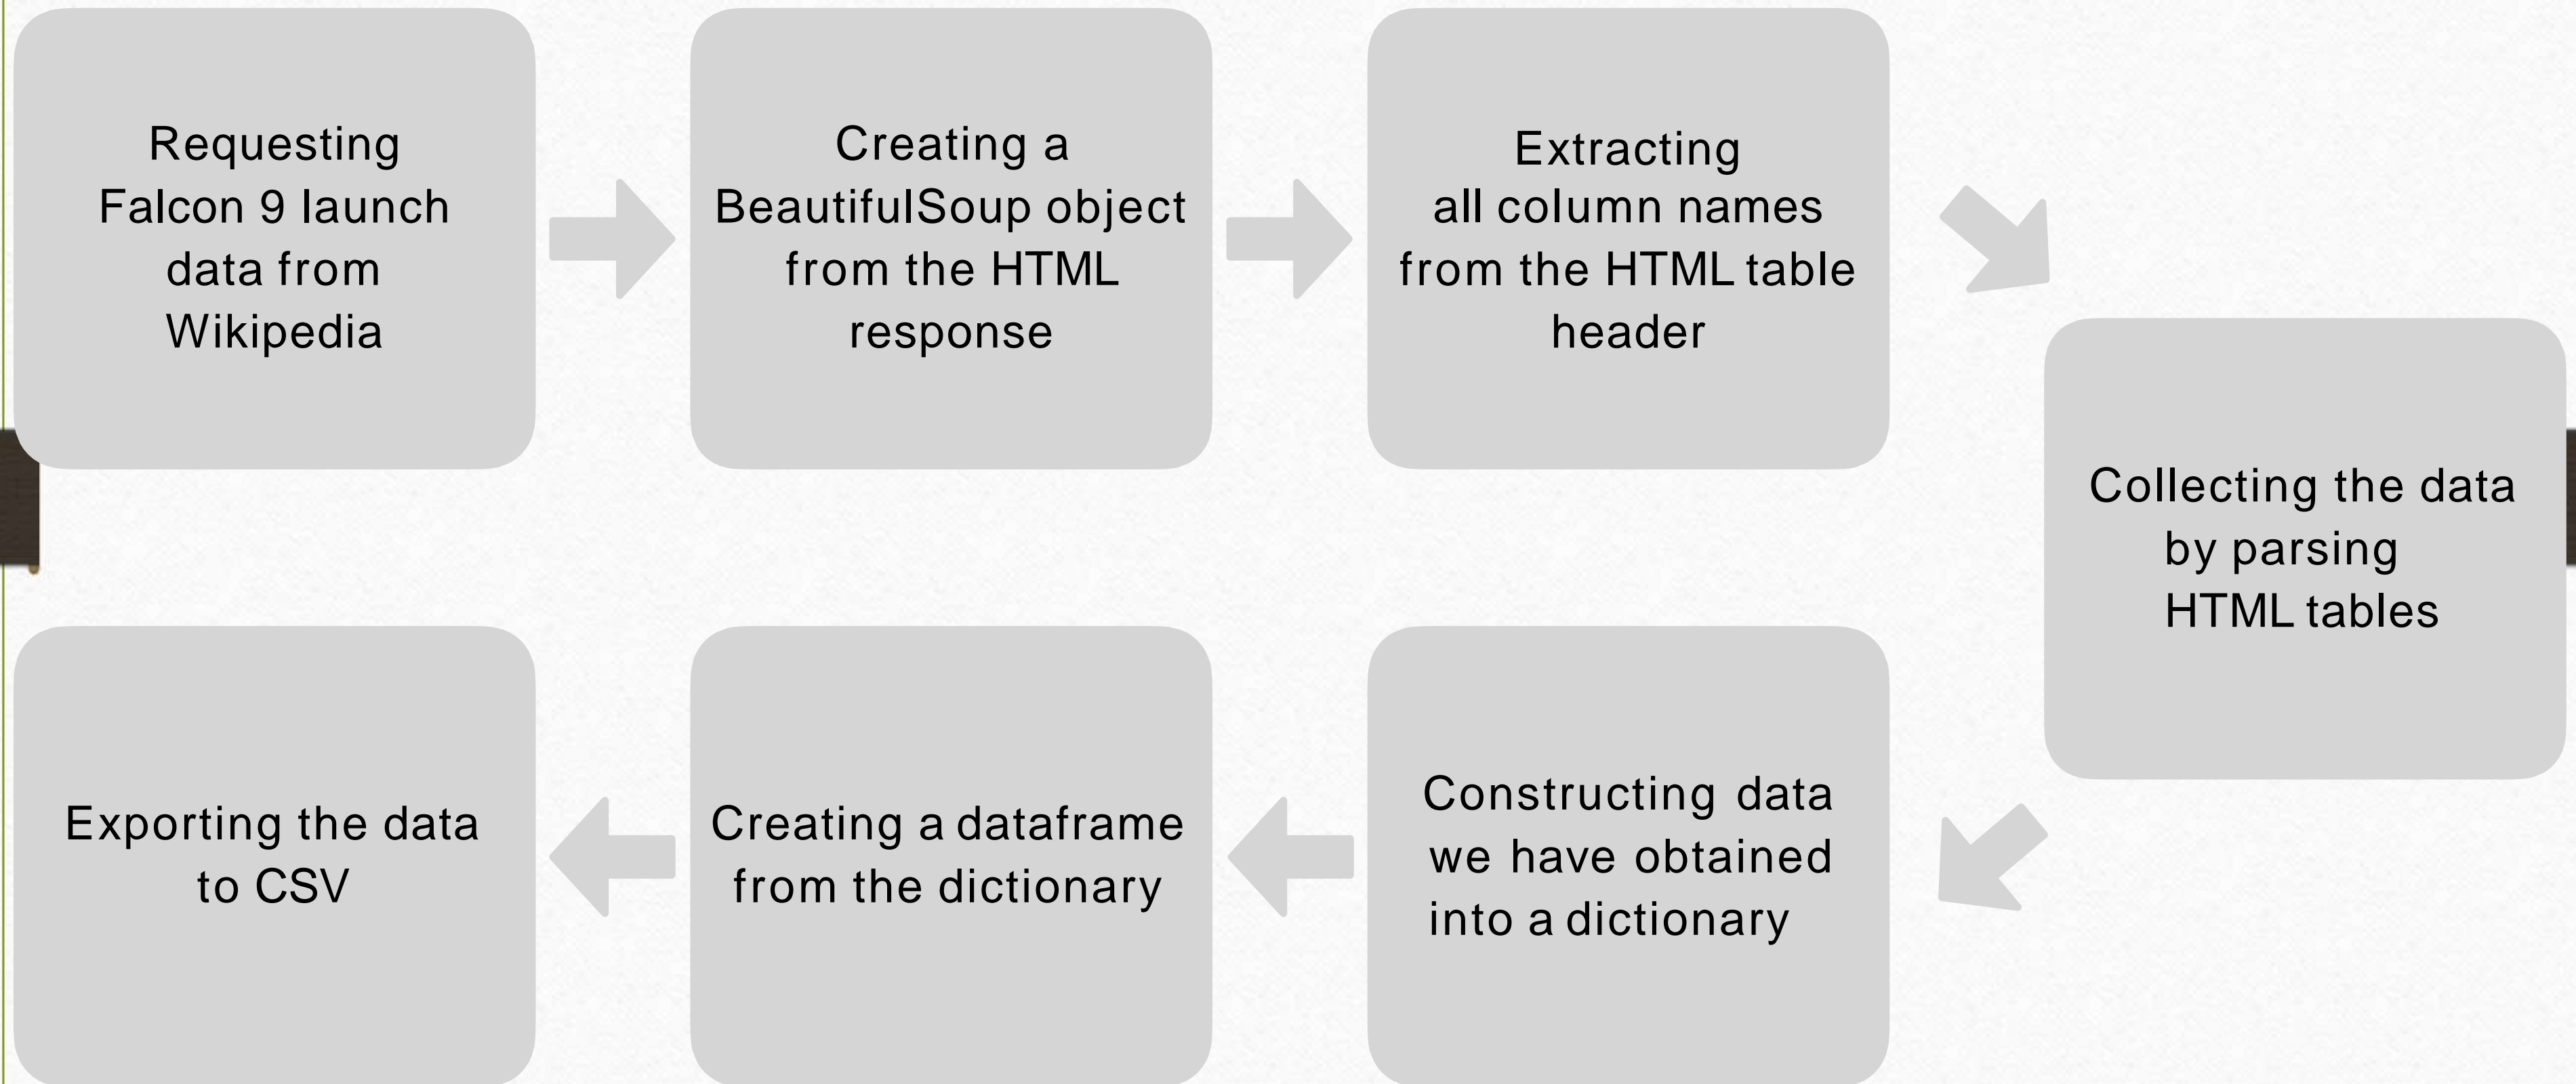 Requesting
Falcon 9 launch
data from
Wikipedia
Creating a
BeautifulSoup object
from the HTML
response
Extracting
all column names
from the HTML table
header
Collecting the data
by parsing
HTML tables
Constructing data
we have obtained
into a dictionary
Creating a dataframe
from the dictionary
Exporting the data
to CSV